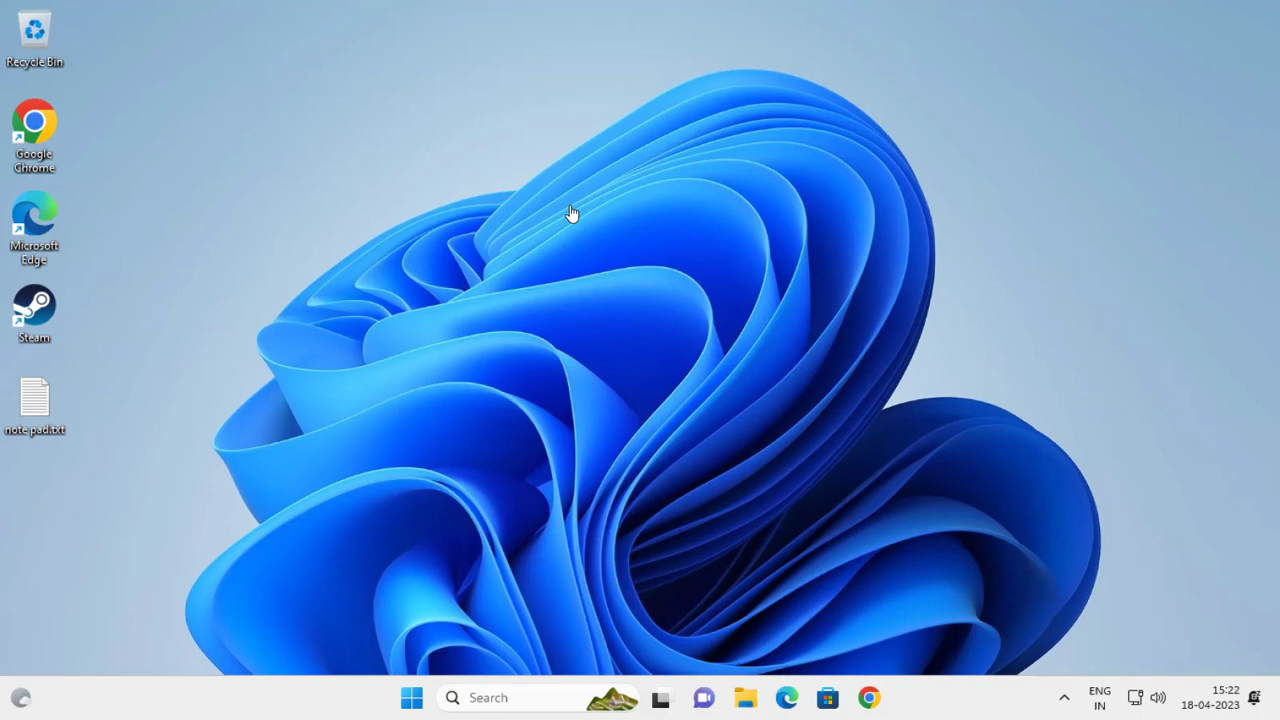 Recycle Bin
Google
Chrome
Microsoft
Edge
Steam
note pad.txt
Search
ENG
IN
15:22
18-04-2023